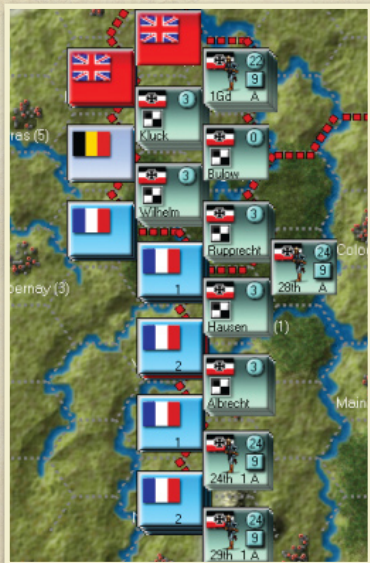 22
9
1Gd A
3
Kluck
ras (5)
0
Bulow
3
Wilhelm
3
Rupprecht
24
9
28th A
1
pernay (3)
3
Hausen
(1)
2
3
Albrecht
Main
1
24
9
24th 1 A
2
24
9
29th 1 A